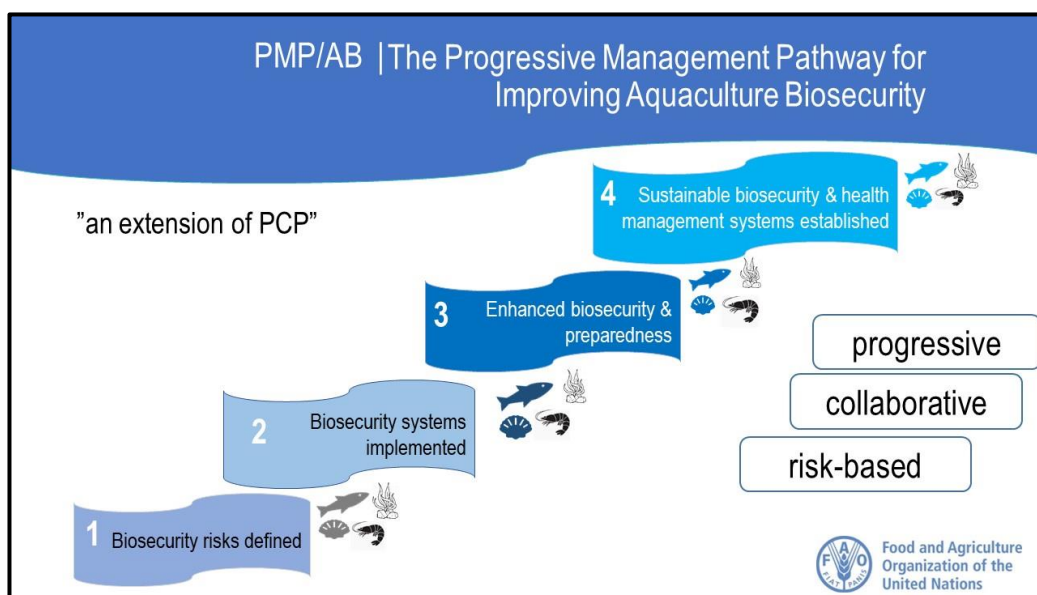 PMP/AB | The Progressive Management Pathway for
Improving Aquaculture Biosecurity
”an extension of PCP”
4
Sustainable biosecurity & health
management systems established
3
Enhanced biosecurity &
preparedness
2
Biosecurity systems
implemented
1
Biosecurity risks defined
progressive
collaborative
risk-based
F A O
FIAT PANIS
Food and Agriculture
Organization of the
United Nations